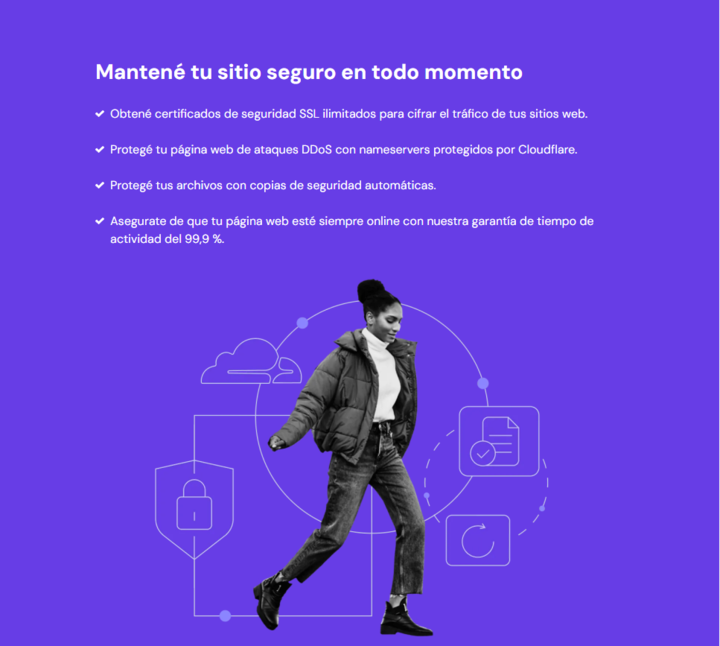 Mantené tu sitio seguro en todo momento
Obtené certificados de seguridad SSL ilimitados para cifrar el tráfico de tus sitios web.
Protegé tu página web de ataques DDoS con nameservers protegidos por Cloudflare.
Protegé tus archivos con copias de seguridad automáticas.
Asegurate de que tu página web esté siempre online con nuestra garantía de tiempo de
actividad del 99,9 %.